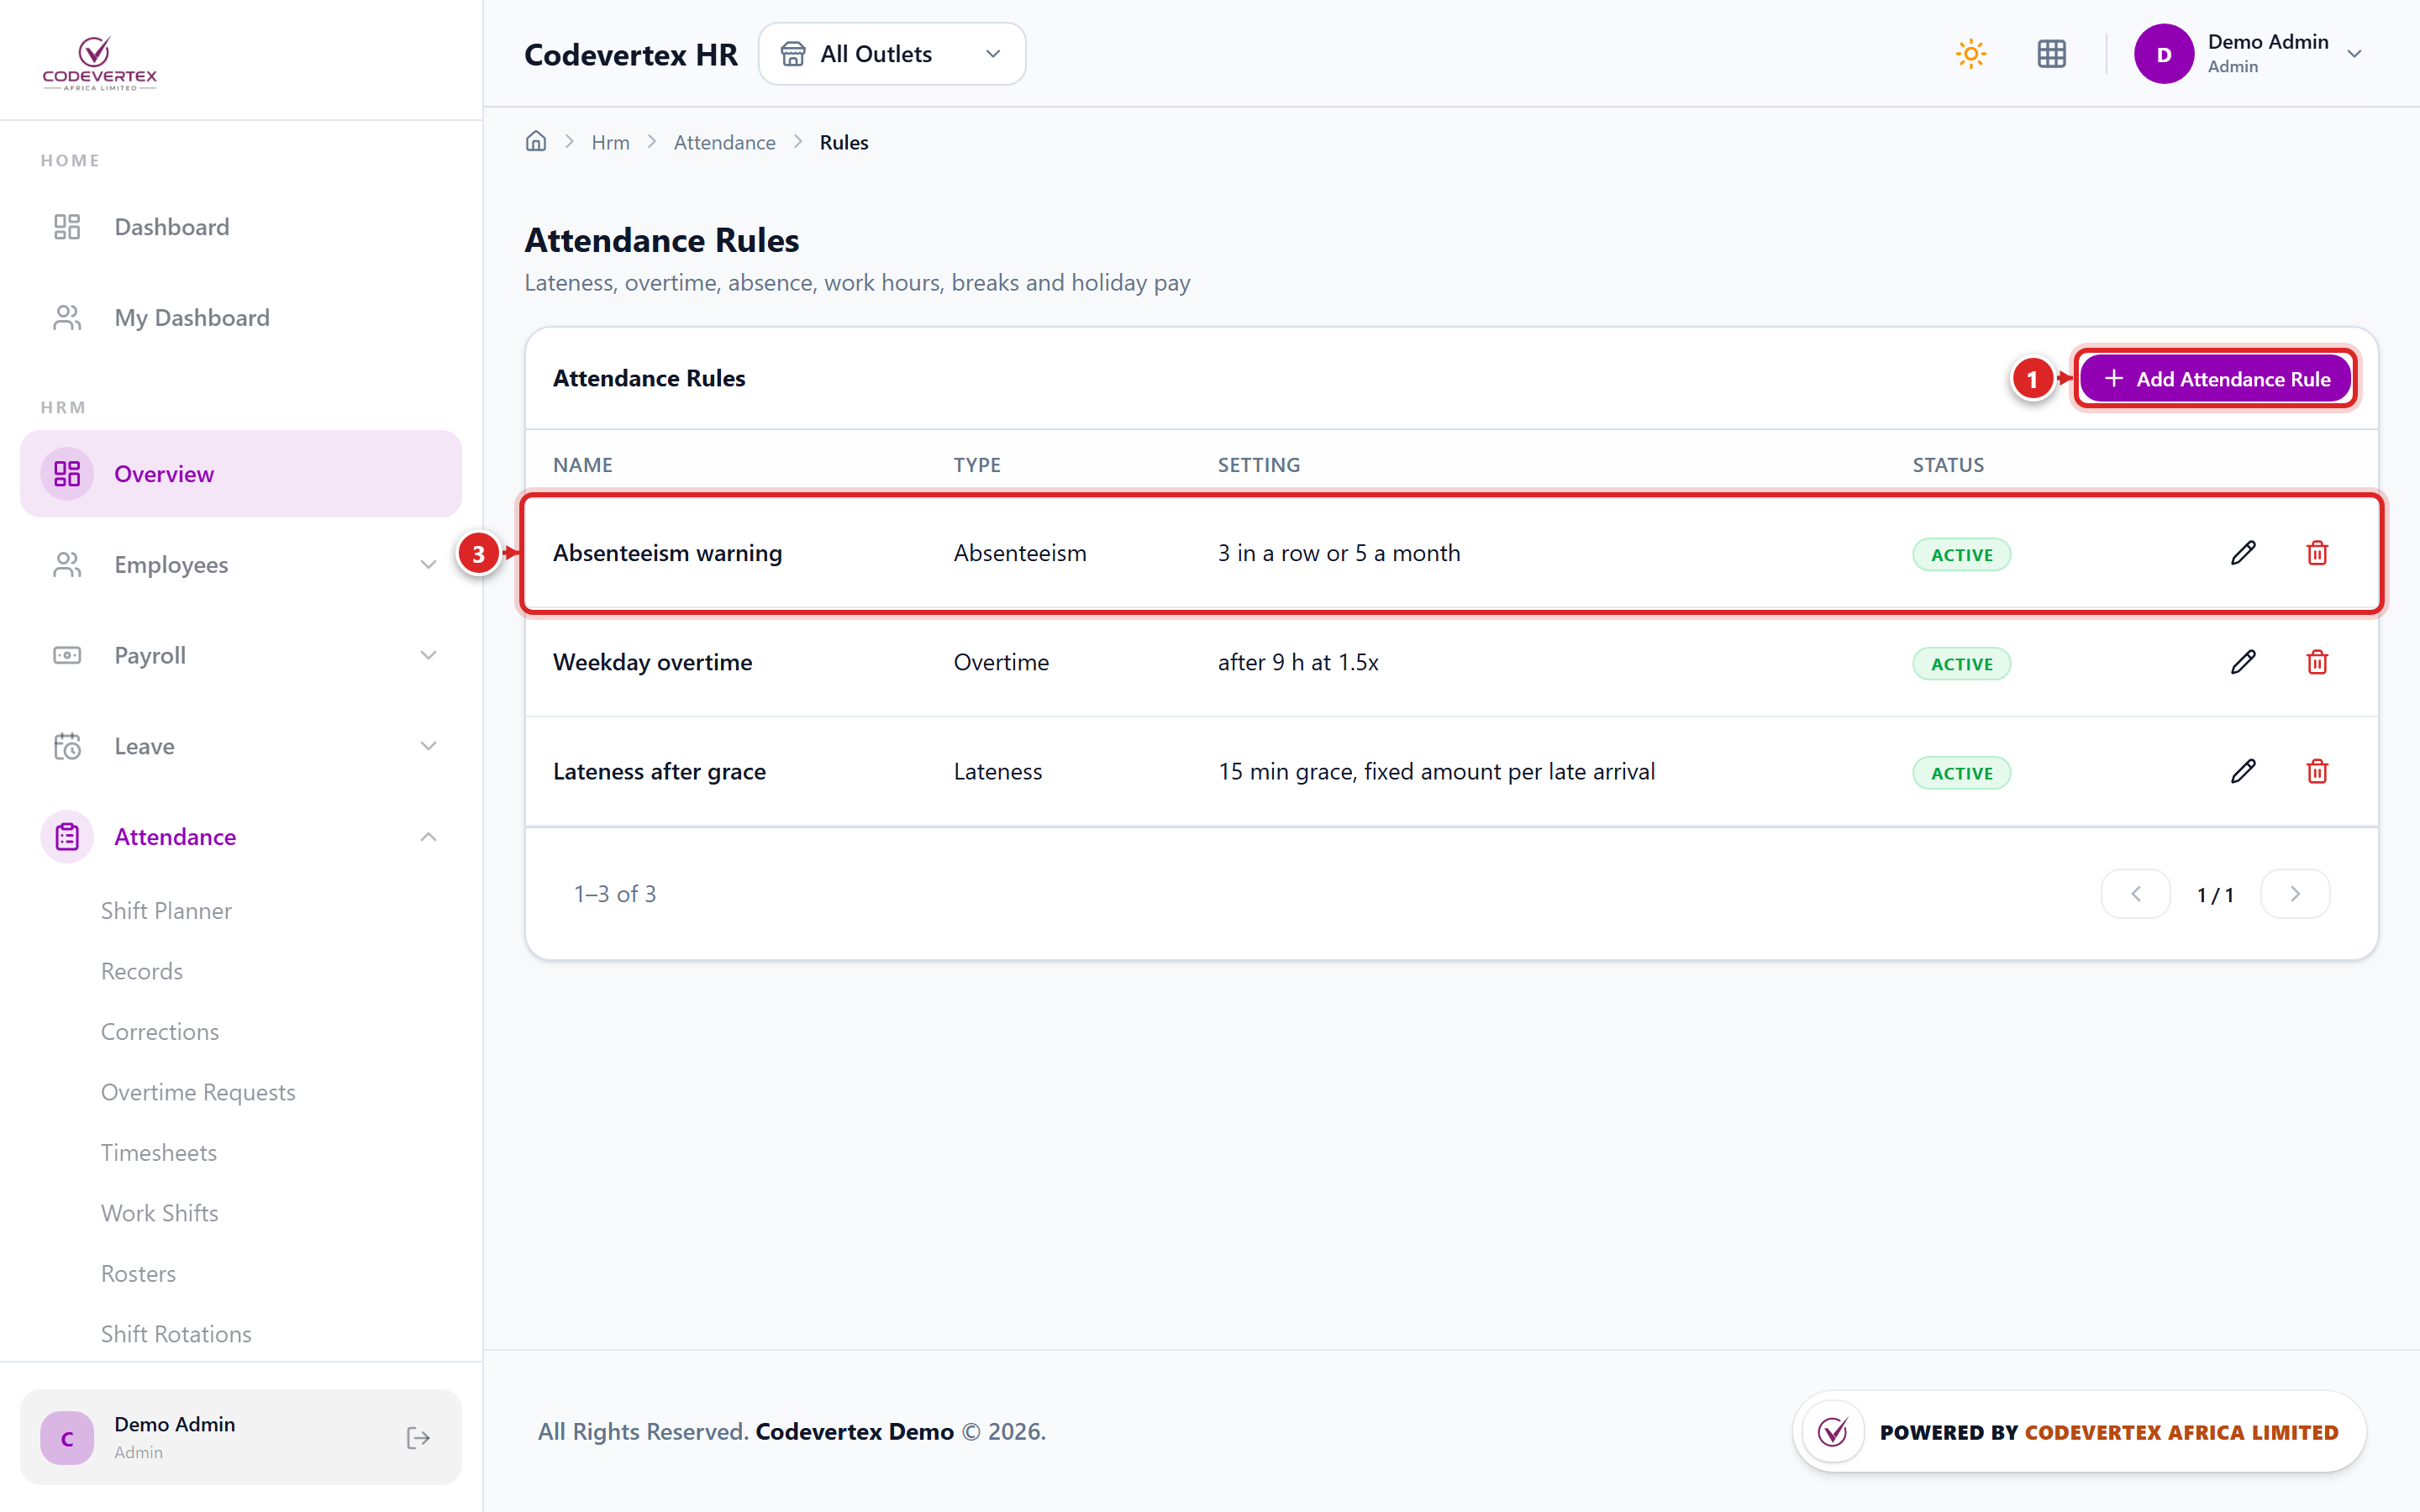 CODEVERTEX
AFRICA LIMITED
Codevertex HR
All Outlets
D
Demo Admin
Admin
HOME
Dashboard
My Dashboard
HRM
Overview
Employees
Payroll
Leave
Attendance
Shift Planner
Records
Corrections
Overtime Requests
Timesheets
Work Shifts
Rosters
Shift Rotations
C
Demo Admin
Admin
Hrm
Attendance
Rules
Attendance Rules
Lateness, overtime, absence, work hours, breaks and holiday pay
Attendance Rules
1
Add Attendance Rule
NAME TYPE SETTING STATUS
3
Absenteeism warning Absenteeism 3 in a row or 5 a month ACTIVE
Weekday overtime Overtime after 9 h at 1.5x ACTIVE
Lateness after grace Lateness 15 min grace, fixed amount per late arrival ACTIVE
1–3 of 3
1 / 1
All Rights Reserved. Codevertex Demo © 2026.
POWERED BY CODEVERTEX AFRICA LIMITED